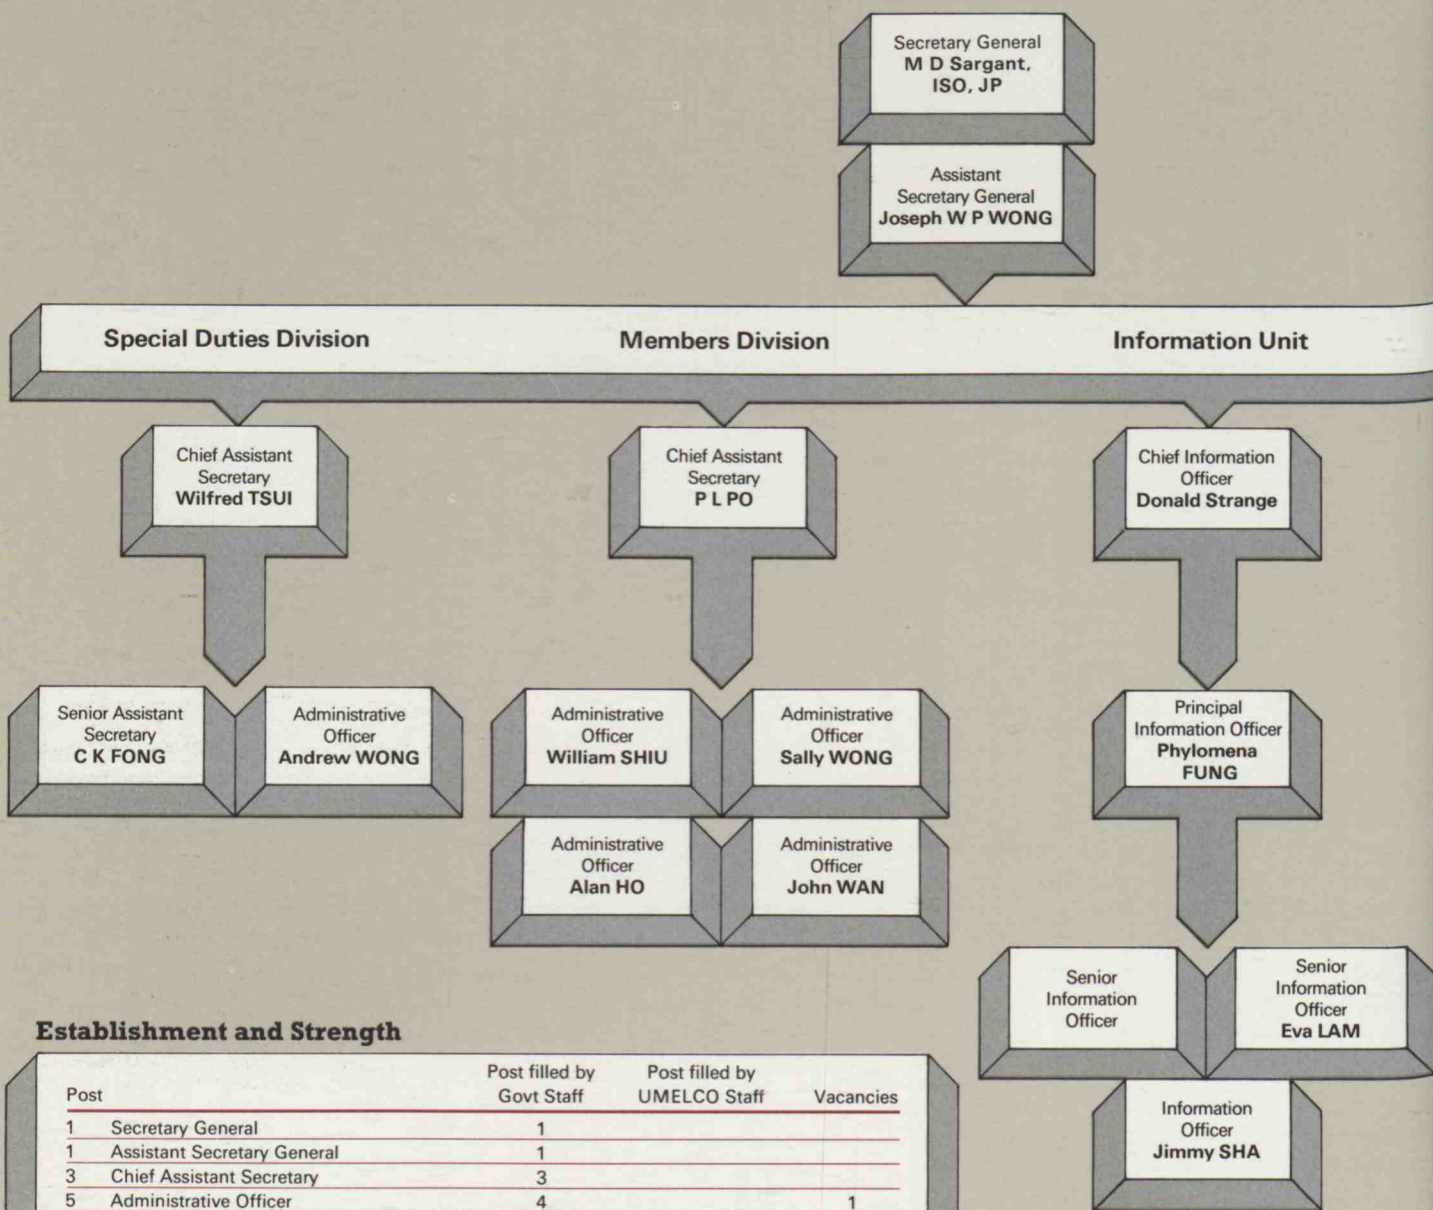 Secretary General
M D Sargant,
ISO, JP
Assistant
Secretary General
Joseph W P WONG
Special Duties Division
Members Division
Information Unit
Chief Assistant
Secretary
Wilfred TSUI
Chief Assistant
Secretary
P L PO
Chief Information
Officer
Donald Strange
Senior Assistant
Secretary
C K FONG
Administrative
Officer
Andrew WONG
Administrative
Officer
William SHIU
Administrative
Officer
Sally WONG
Administrative
Officer
Alan HO
Administrative
Officer
John WAN
Principal
Information Officer
Phylomena
FUNG
Senior
Information
Officer
Senior
Information
Officer
Eva LAM
Information
Officer
Jimmy SHA
Establishment and Strength
Post Post filled by Govt Staff Post filled by UMELCO Staff Vacancies
1 Secretary General 1
1 Assistant Secretary General 1
3 Chief Assistant Secretary 3
5 Administrative Officer 4 1